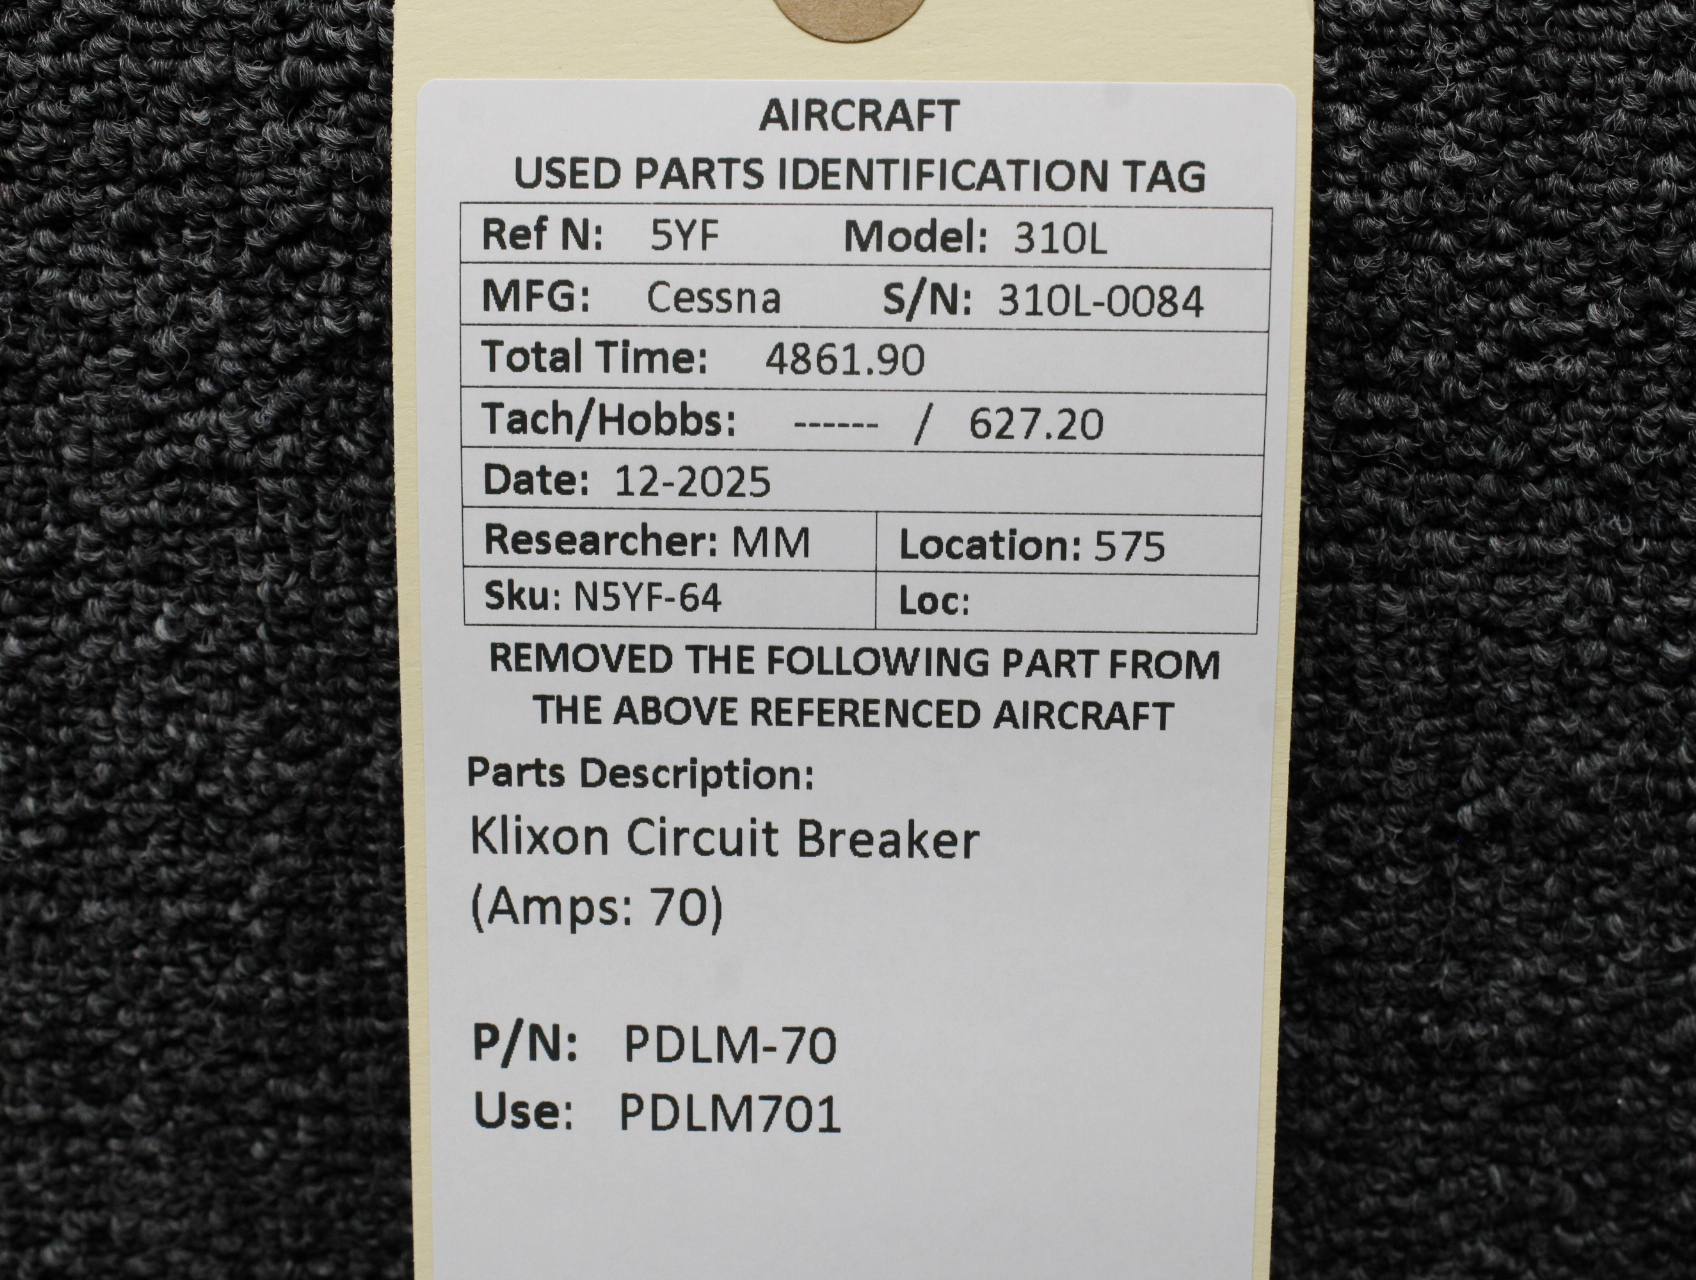 AIRCRAFT
USED PARTS IDENTIFICATION TAG
Ref N: 5YF Model: 310L
MFG: Cessna S/N: 310L-0084
Total Time: 4861.90
Tach/Hobbs: ------ / 627.20
Date: 12-2025
Researcher: MM Location: 575
Sku: N5YF-64 Loc:
REMOVED THE FOLLOWING PART FROM
THE ABOVE REFERENCED AIRCRAFT
Parts Description:
Klixon Circuit Breaker
(Amps: 70)
P/N: PDLM-70
Use: PDLM701